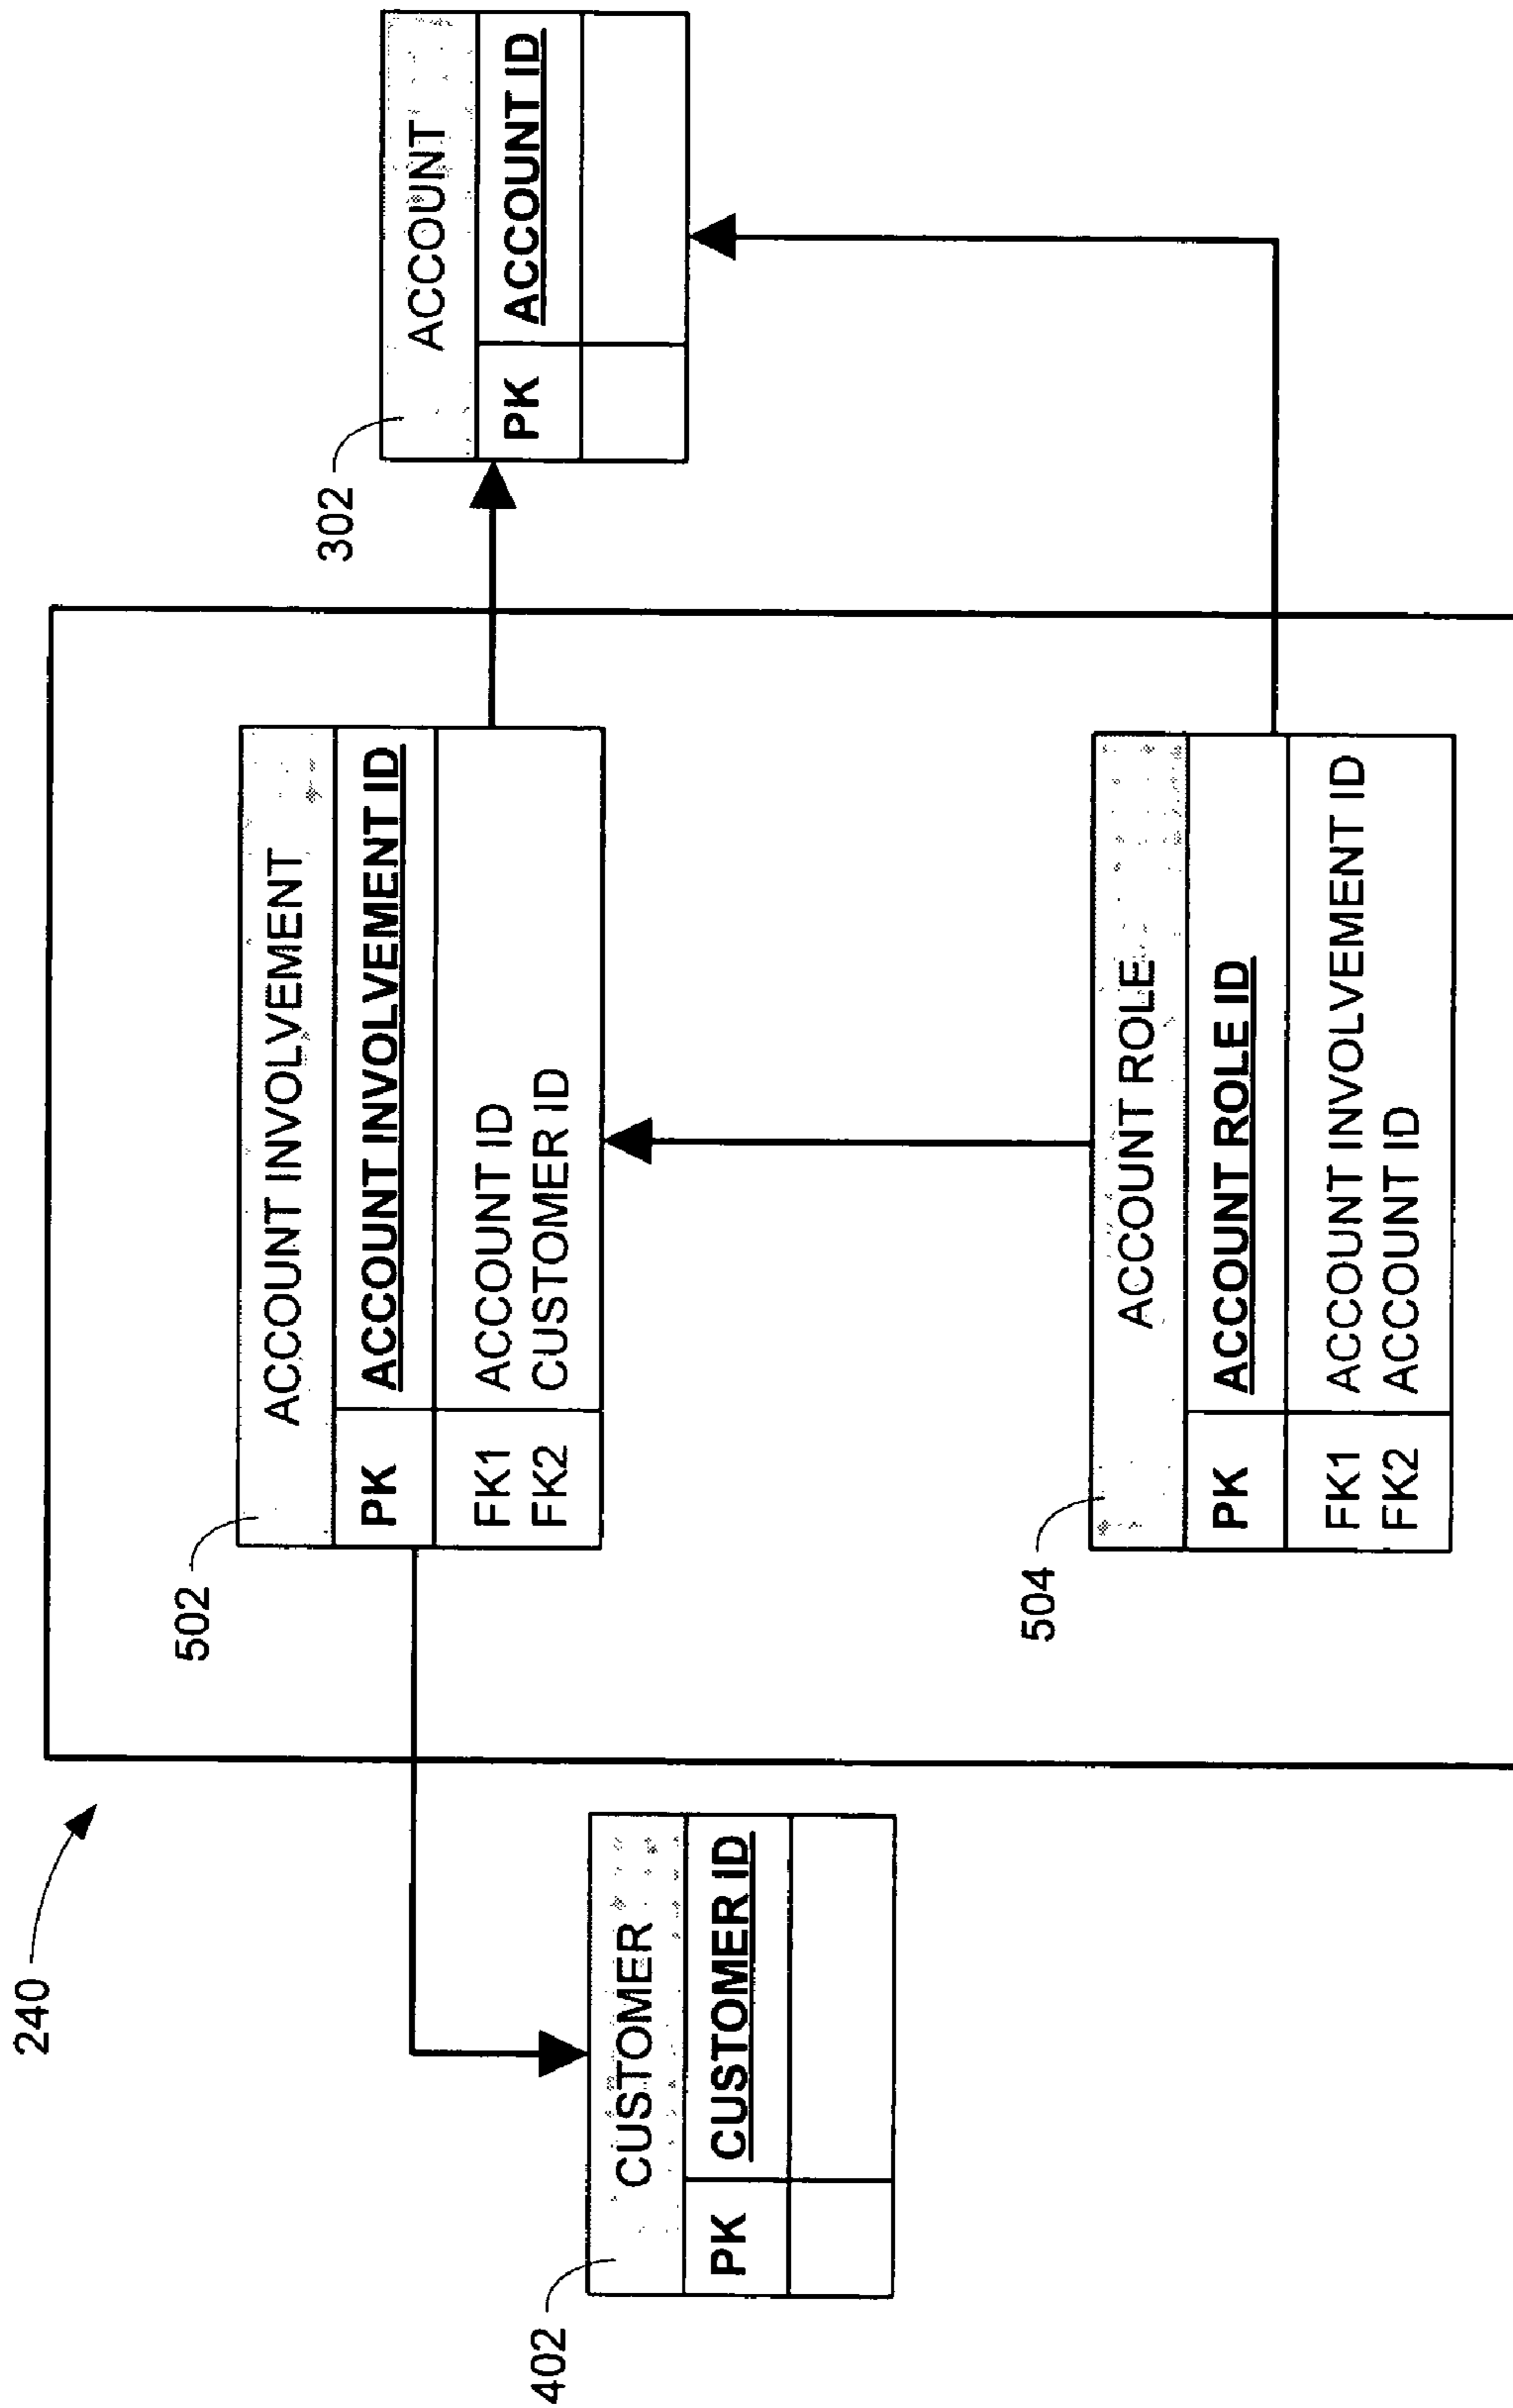 240
502
ACCOUNT INVOLVEMENT
PK ACCOUNT INVOLVEMENT ID
FK1 ACCOUNT ID
FK2 CUSTOMER ID
302
ACCOUNT
PK ACCOUNT ID
402
CUSTOMER
PK CUSTOMER ID
504
ACCOUNT ROLE
PK ACCOUNT ROLE ID
FK1 ACCOUNT INVOLVEMENT ID
FK2 ACCOUNT ID